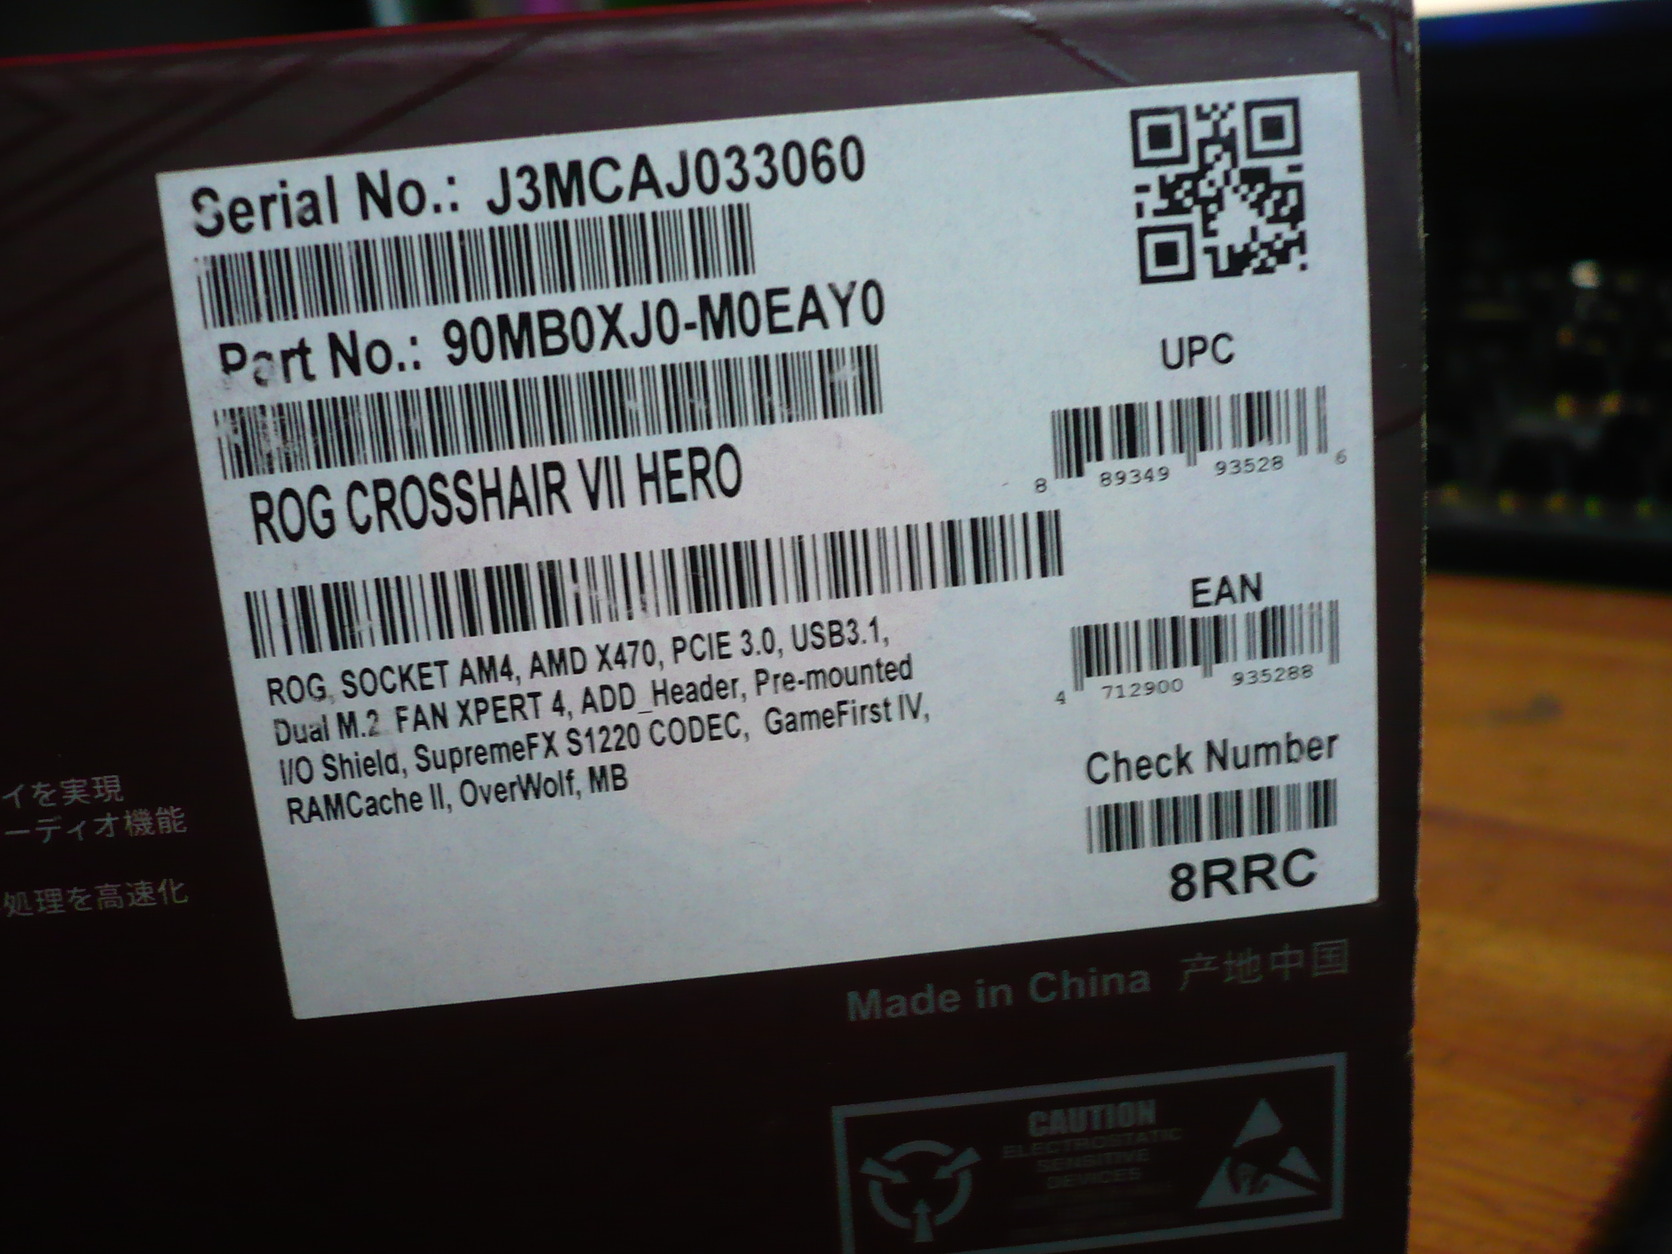 Serial No.: J3MCAJ033060
Part No.: 90MB0XJ0-M0EAY0
ROG CROSSHAIR VII HERO
ROG, SOCKET AM4, AMD X470, PCIE 3.0, USB3.1,
Dual M.2 FAN XPERT 4, ADD_Header, Pre-mounted
I/O Shield, SupremeFX S1220 CODEC, GameFirst IV,
RAMCache II, OverWolf, MB
UPC
8 89349 93528 6
EAN
4 712900 935288
Check Number
8RRC
イを実現
ーディオ機能
処理を高速化
Made in China 产地中国
CAUTION
ELECTROSTATIC
SENSITIVE
DEVICES